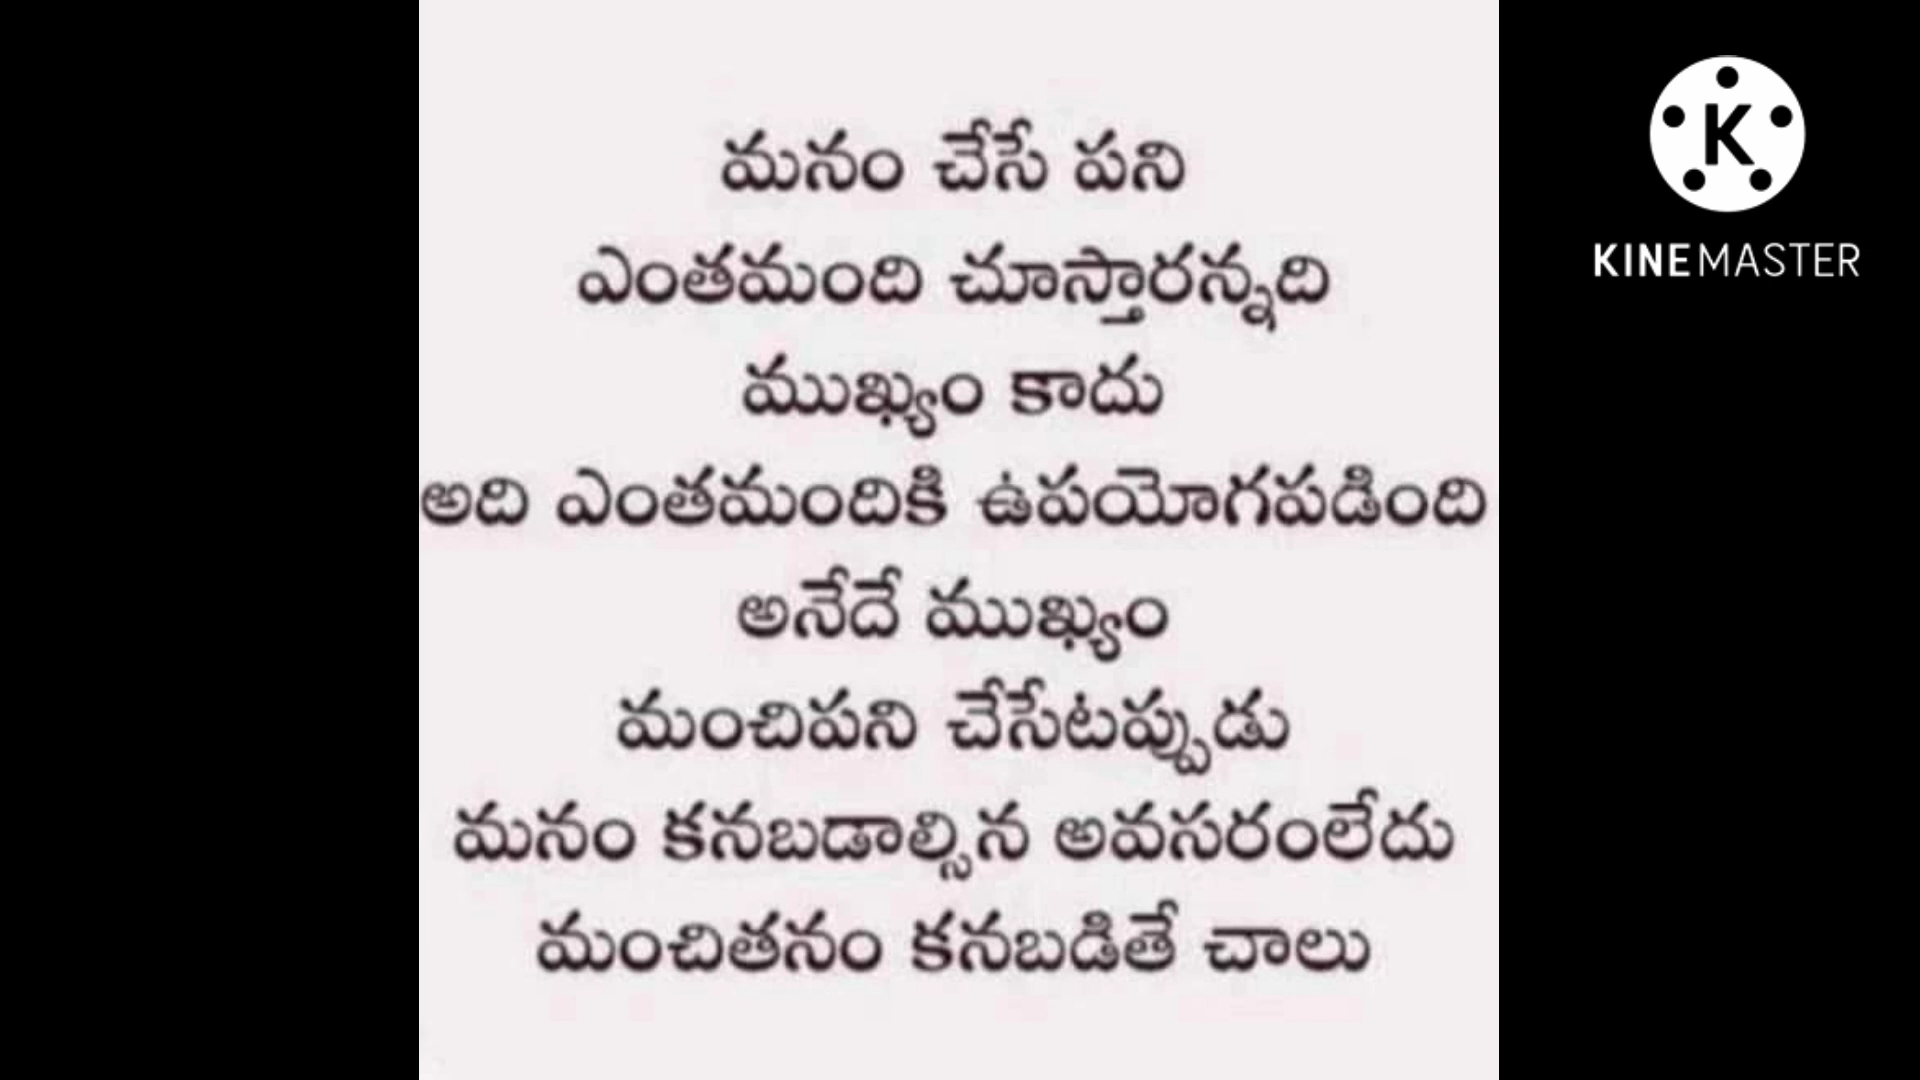 మనం చేసే పని
ఎంతమంది చూస్తారన్నది
ముఖ్యం కాదు
అది ఎంతమందికి ఉపయోగపడింది
అనేదే ముఖ్యం
మంచిపని చేసేటప్పుడు
మనం కనబడాల్సిన అవసరంలేదు
మంచితనం కనబడితే చాలు
K
KINEMASTER